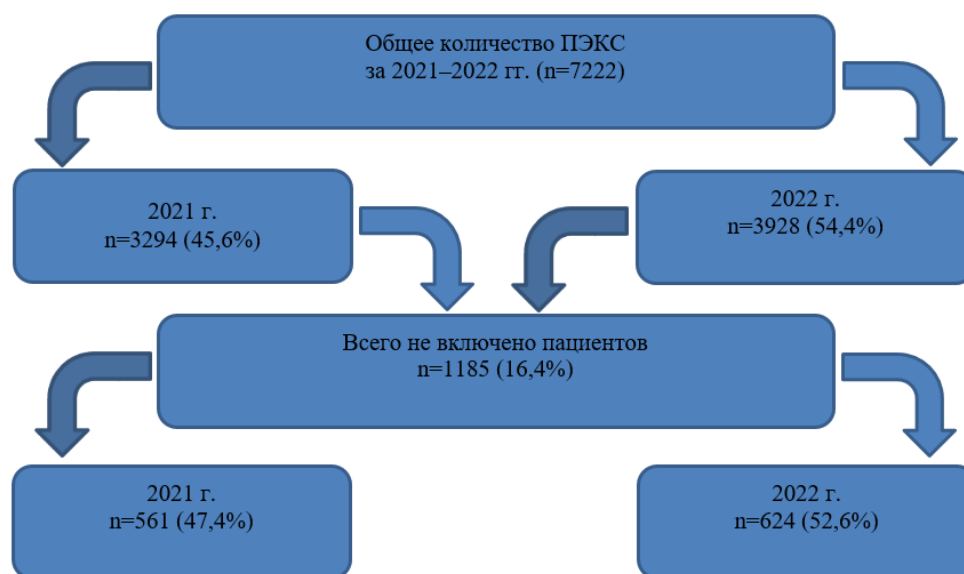 Общее количество ПЭКС
за 2021–2022 гг. (n=7222)
2021 г.
n=3294 (45,6%)
2022 г.
n=3928 (54,4%)
Всего не включено пациентов
n=1185 (16,4%)
2021 г.
n=561 (47,4%)
2022 г.
n=624 (52,6%)